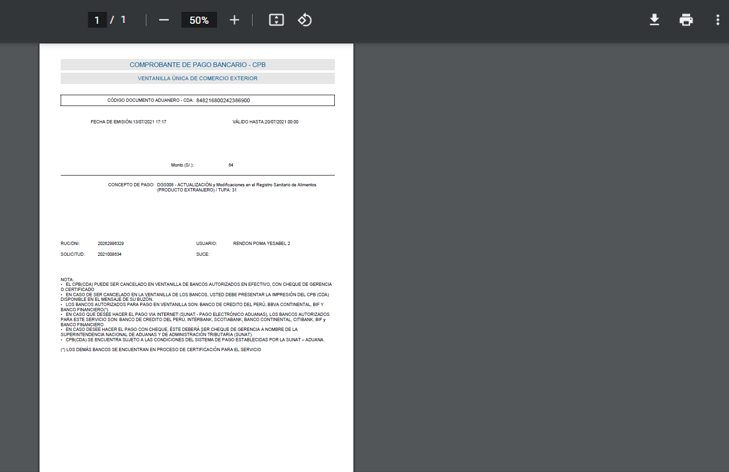 1 / 1 50%
COMPROBANTE DE PAGO BANCARIO - CPB
VENTANILLA ÚNICA DE COMERCIO EXTERIOR
CÓDIGO DOCUMENTO ADUANERO - CDA: 848216800242386900
FECHA DE EMISIÓN:13/07/2021 17:17 VÁLIDO HASTA:20/07/2021 00:00
Monto (S/.): 54
CONCEPTO DE PAGO: DGS008 - ACTUALIZACIÓN y Modificaciones en el Registro Sanitario de Alimentos
(PRODUCTO EXTRANJERO) / TUPA: 31
RUC/DNI: 20262996329 USUARIO: RENDON POMA YESABEL 2
SOLICITUD: 2021008534 SUCE:
NOTA:
• EL CPB(CDA) PUEDE SER CANCELADO EN VENTANILLA DE BANCOS AUTORIZADOS EN EFECTIVO, CON CHEQUE DE GERENCIA
O CERTIFICADO
• EN CASO DE SER CANCELADO EN LA VENTANILLA DE LOS BANCOS, USTED DEBE PRESENTAR LA IMPRESIÓN DEL CPB (CDA)
DISPONIBLE EN EL MENSAJE DE SU BUZÓN.
• LOS BANCOS AUTORIZADOS PARA PAGO EN VENTANILLA SON: BANCO DE CREDITO DEL PERÚ, BBVA CONTINENTAL, BIF Y
BANCO FINANCIERO(*)
• EN CASO QUE DESEE HACER EL PAGO VIA INTERNET (SUNAT - PAGO ELECTRÓNICO ADUANAS), LOS BANCOS AUTORIZADOS
PARA ESTE SERVICIO SON: BANCO DE CREDITO DEL PERÚ, INTERBANK, SCOTIABANK, BANCO CONTINENTAL, CITIBANK, BIF y
BANCO FINANCIERO
• EN CASO DESEE HACER EL PAGO CON CHEQUE, ÉSTE DEBERÁ SER CHEQUE DE GERENCIA A NOMBRE DE LA
SUPERINTENDENCIA NACIONAL DE ADUANAS Y DE ADMINISTRACIÓN TRIBUTARIA (SUNAT).
• CPB(CDA) SE ENCUENTRA SUJETO A LAS CONDICIONES DEL SISTEMA DE PAGO ESTABLECIDAS POR LA SUNAT – ADUANA.
(*) LOS DEMÁS BANCOS SE ENCUENTRAN EN PROCESO DE CERTIFICACIÓN PARA EL SERVICIO